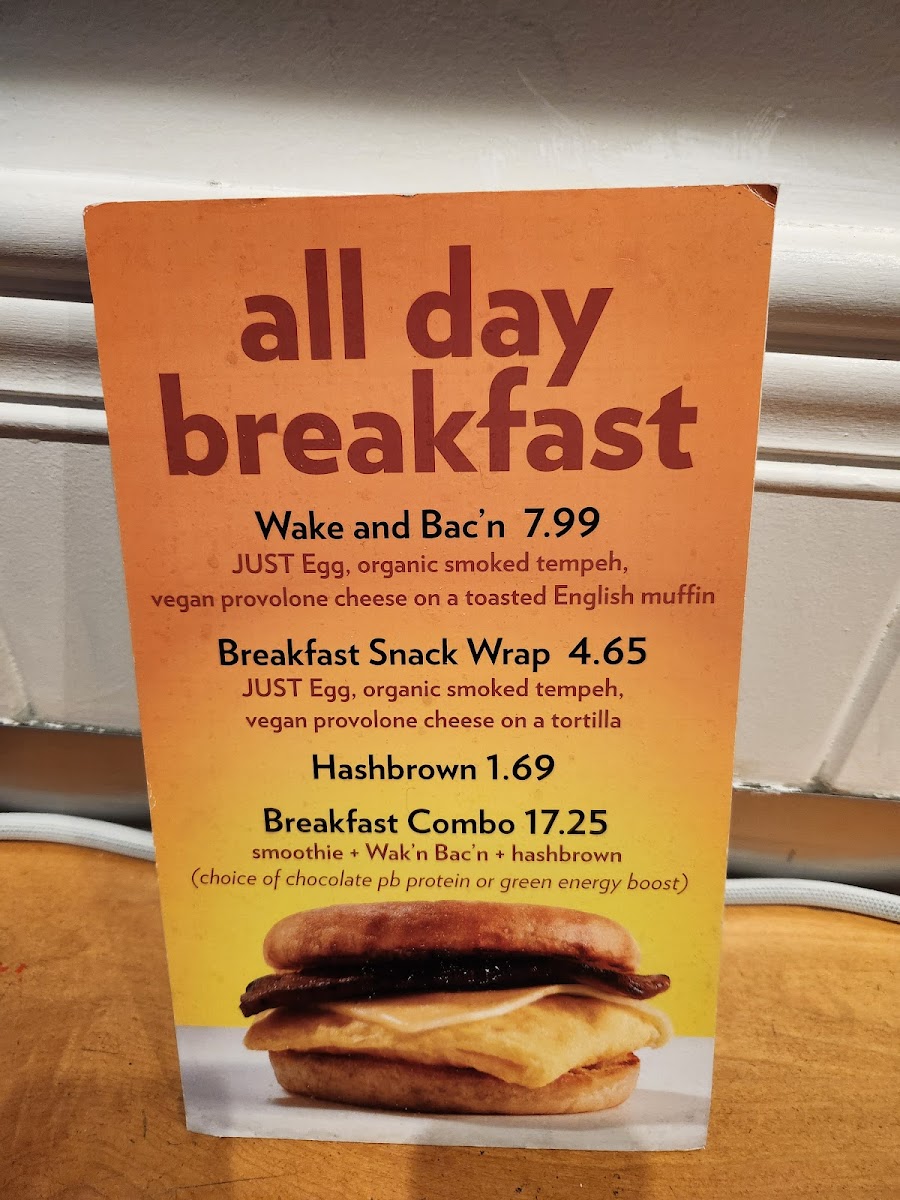 all day
breakfast
Wake and Bac'n 7.99
JUST Egg, organic smoked tempeh,
vegan provolone cheese on a toasted English muffin
Breakfast Snack Wrap 4.65
JUST Egg, organic smoked tempeh,
vegan provolone cheese on a tortilla
Hashbrown 1.69
Breakfast Combo 17.25
smoothie + Wak'n Bac'n + hashbrown
(choice of chocolate pb protein or green energy boost)